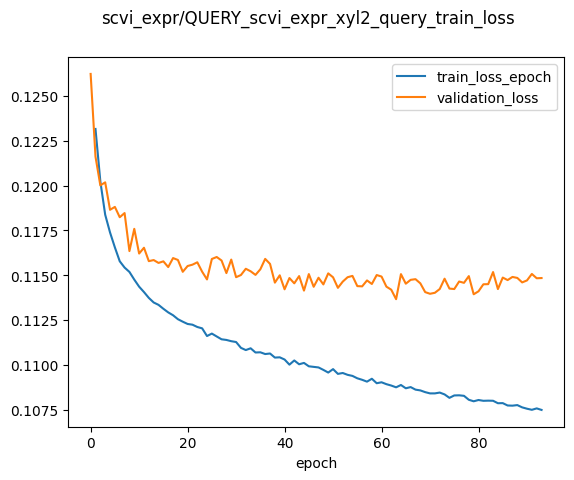 scvi_expr/QUERY_scvi_expr_xyl2_query_train_loss
train_loss_epoch
validation_loss
0.1250
0.1225
0.1200
0.1175
0.1150
0.1125
0.1100
0.1075
0 20 40 60 80
epoch